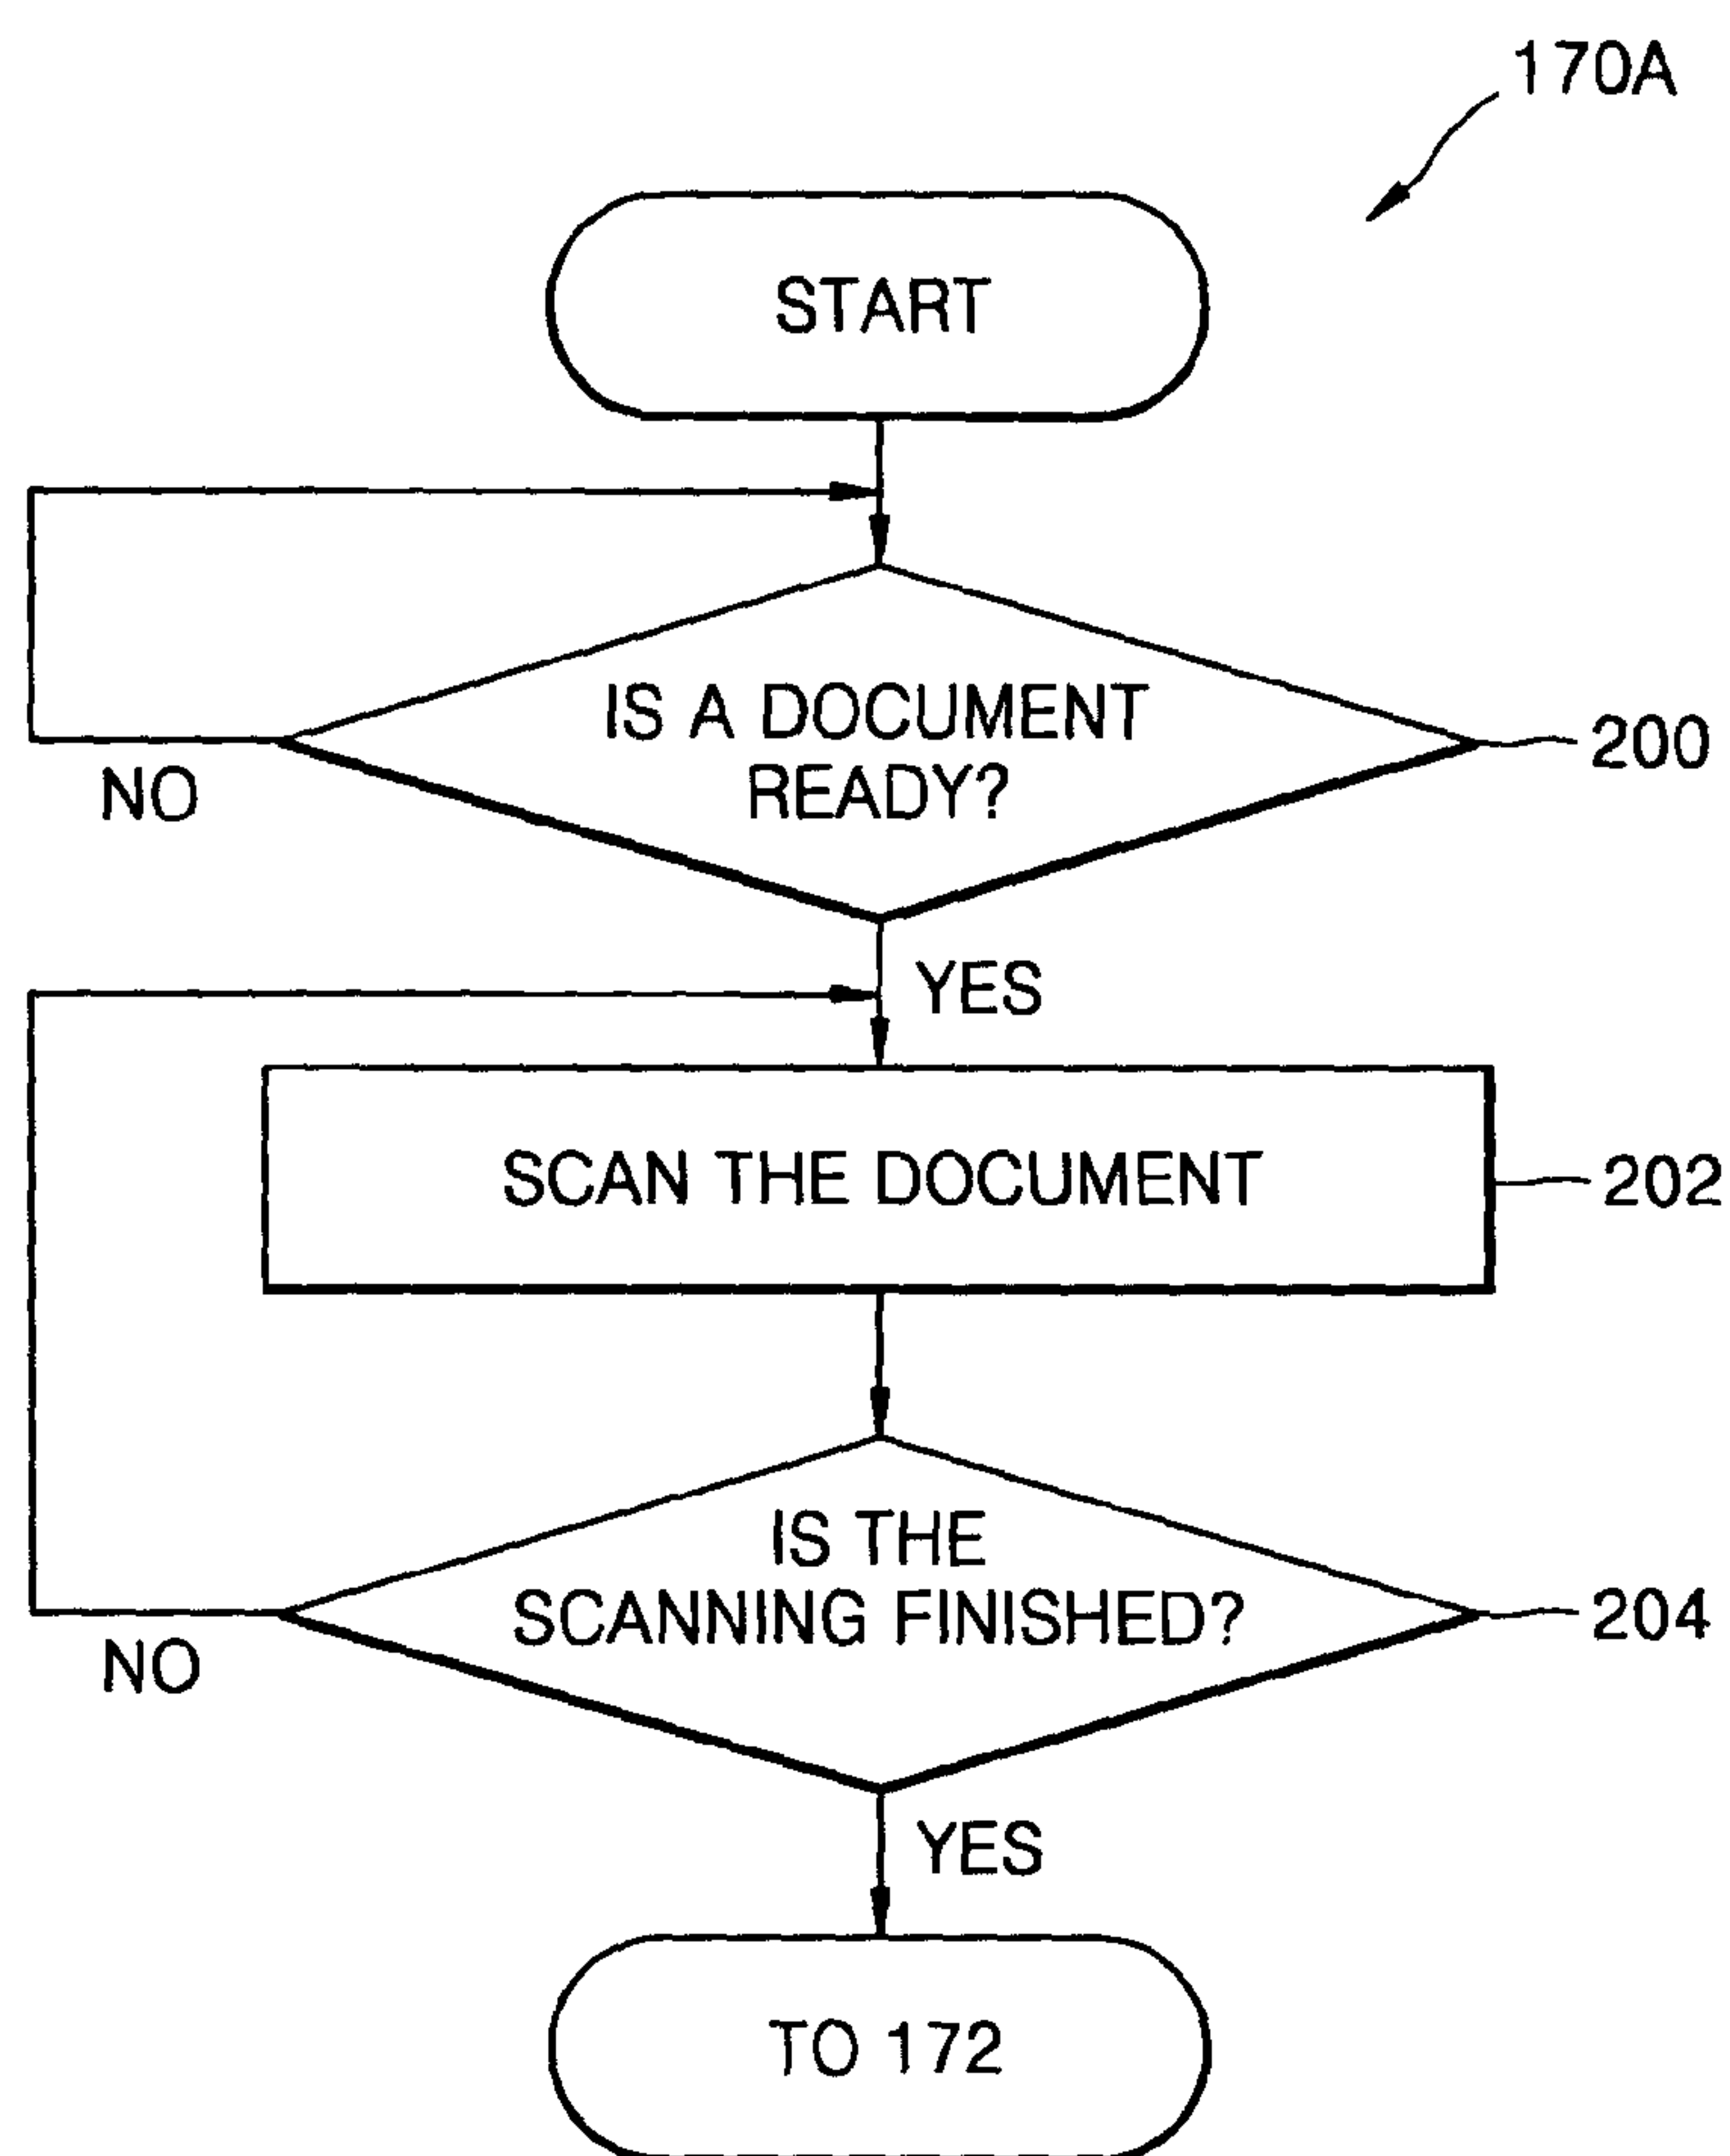 170A
START
IS A DOCUMENT
READY?
200
NO
YES
SCAN THE DOCUMENT
202
IS THE
SCANNING FINISHED?
204
NO
YES
TO 172